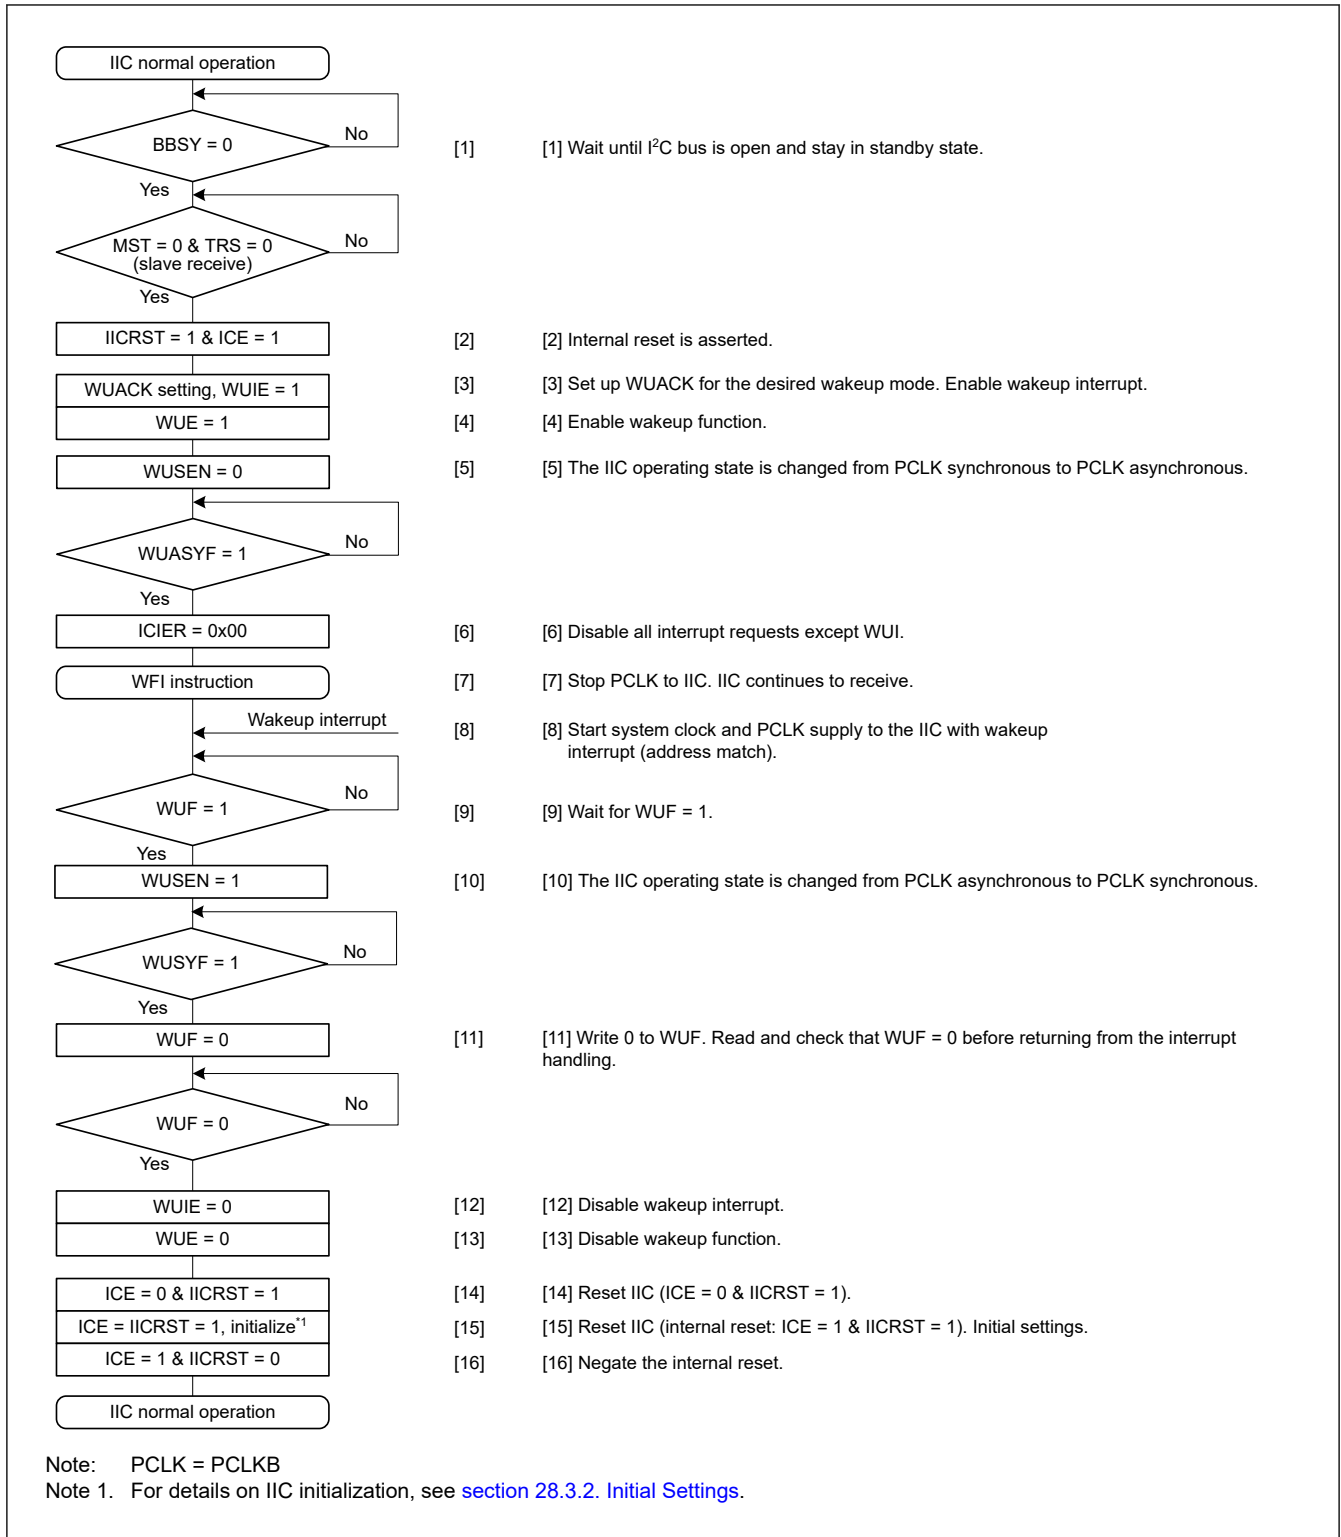 IIC normal operation
BBSY = 0
No
[1] [1] Wait until I²C bus is open and stay in standby state.
Yes
MST = 0 & TRS = 0
(slave receive)
No
Yes
IICRST = 1 & ICE = 1
[2] [2] Internal reset is asserted.
WUACK setting, WUIE = 1
[3] [3] Set up WUACK for the desired wakeup mode. Enable wakeup interrupt.
WUE = 1
[4] [4] Enable wakeup function.
WUSEN = 0
[5] [5] The IIC operating state is changed from PCLK synchronous to PCLK asynchronous.
WUASYF = 1
No
Yes
ICIER = 0x00
[6] [6] Disable all interrupt requests except WUI.
WFI instruction
[7] [7] Stop PCLK to IIC. IIC continues to receive.
Wakeup interrupt
[8] [8] Start system clock and PCLK supply to the IIC with wakeup
interrupt (address match).
WUF = 1
No
[9] [9] Wait for WUF = 1.
Yes
WUSEN = 1
[10] [10] The IIC operating state is changed from PCLK asynchronous to PCLK synchronous.
WUSYF = 1
No
Yes
WUF = 0
[11] [11] Write 0 to WUF. Read and check that WUF = 0 before returning from the interrupt
handling.
WUF = 0
No
Yes
WUIE = 0
[12] [12] Disable wakeup interrupt.
WUE = 0
[13] [13] Disable wakeup function.
ICE = 0 & IICRST = 1
[14] [14] Reset IIC (ICE = 0 & IICRST = 1).
ICE = IICRST = 1, initialize*1
[15] [15] Reset IIC (internal reset: ICE = 1 & IICRST = 1). Initial settings.
ICE = 1 & IICRST = 0
[16] [16] Negate the internal reset.
IIC normal operation
Note: PCLK = PCLKB
Note 1. For details on IIC initialization, see section 28.3.2. Initial Settings.